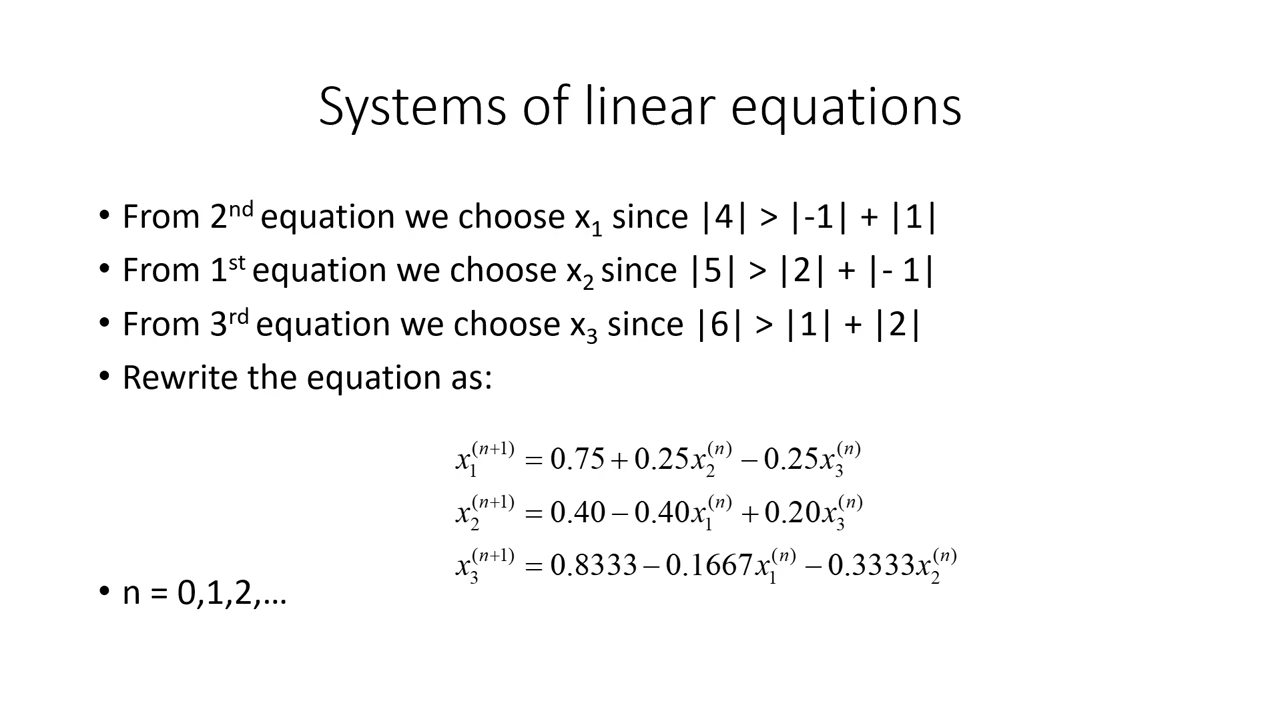 Systems of linear equations
• From 2ⁿᵈ equation we choose x₁ since |4| > |-1| + |1|
• From 1ˢᵗ equation we choose x₂ since |5| > |2| + |- 1|
• From 3ʳᵈ equation we choose x₃ since |6| > |1| + |2|
• Rewrite the equation as:
x₁⁽ⁿ⁺¹⁾ = 0.75 + 0.25x₂⁽ⁿ⁾ − 0.25x₃⁽ⁿ⁾
x₂⁽ⁿ⁺¹⁾ = 0.40 − 0.40x₁⁽ⁿ⁾ + 0.20x₃⁽ⁿ⁾
x₃⁽ⁿ⁺¹⁾ = 0.8333 − 0.1667x₁⁽ⁿ⁾ − 0.3333x₂⁽ⁿ⁾
• n = 0,1,2,…